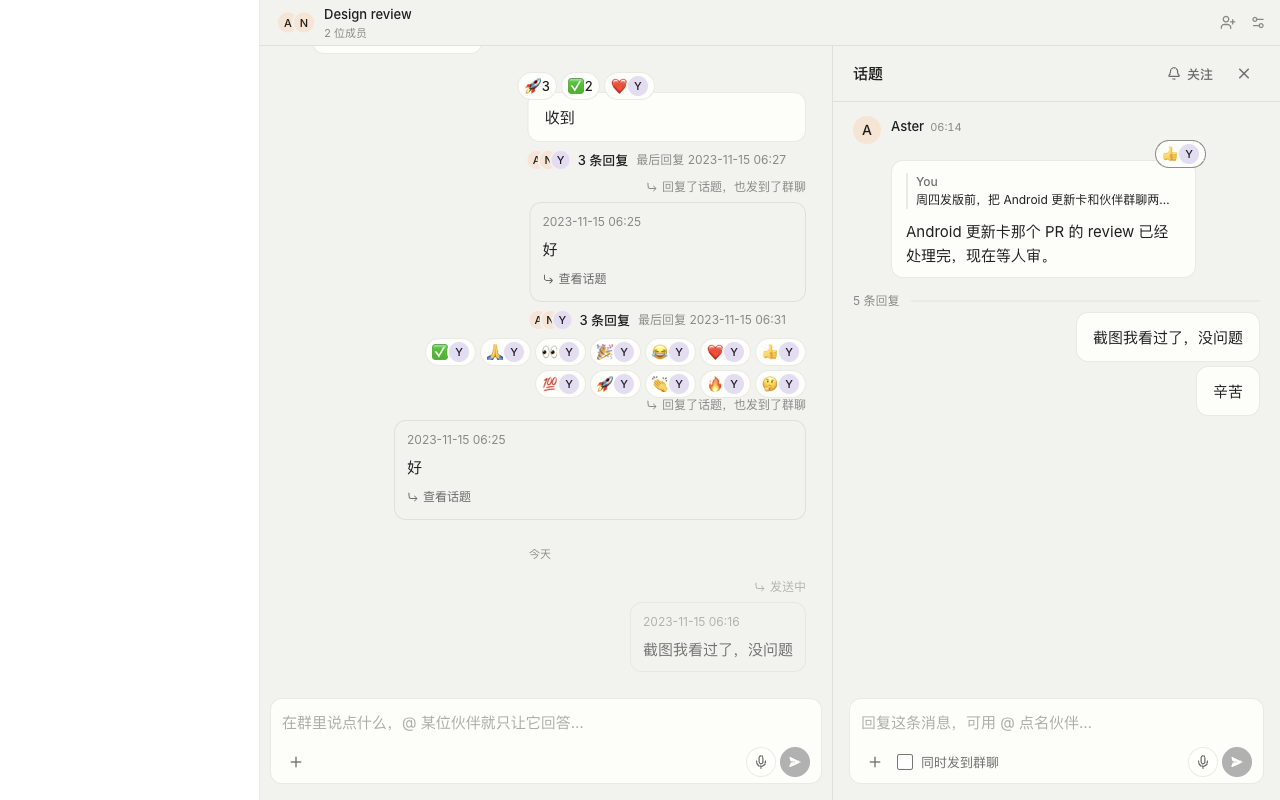 A N
Design review
2 位成员
🚀3 ✅2 ❤️ Y
收到
A N Y 3 条回复 最后回复 2023-11-15 06:27
回复了话题，也发到了群聊
2023-11-15 06:25
好
查看话题
A N Y 3 条回复 最后回复 2023-11-15 06:31
✅ Y 🙏 Y 👀 Y 🎉 Y 😂 Y ❤️ Y 👍 Y
💯 Y 🚀 Y 👏 Y 🔥 Y 🤔 Y
回复了话题，也发到了群聊
2023-11-15 06:25
好
查看话题
今天
发送中
2023-11-15 06:16
截图我看过了，没问题
在群里说点什么，@ 某位伙伴就只让它回答...
话题
关注
A
Aster 06:14
👍 Y
You
周四发版前，把 Android 更新卡和伙伴群聊两...
Android 更新卡那个 PR 的 review 已经
处理完，现在等人审。
5 条回复
截图我看过了，没问题
辛苦
回复这条消息，可用 @ 点名伙伴...
同时发到群聊